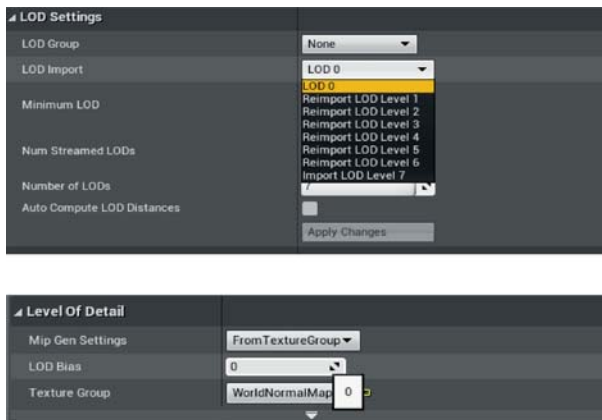 LOD Settings
LOD Group None
LOD Import LOD 0
LOD 0
Reimport LOD Level 1
Minimum LOD Reimport LOD Level 2
Reimport LOD Level 3
Reimport LOD Level 4
Num Streamed LODs Reimport LOD Level 5
Reimport LOD Level 6
Import LOD Level 7
Number of LODs 7
Auto Compute LOD Distances
Apply Changes
Level Of Detail
Mip Gen Settings FromTextureGroup
LOD Bias 0
Texture Group WorldNormalMap 0